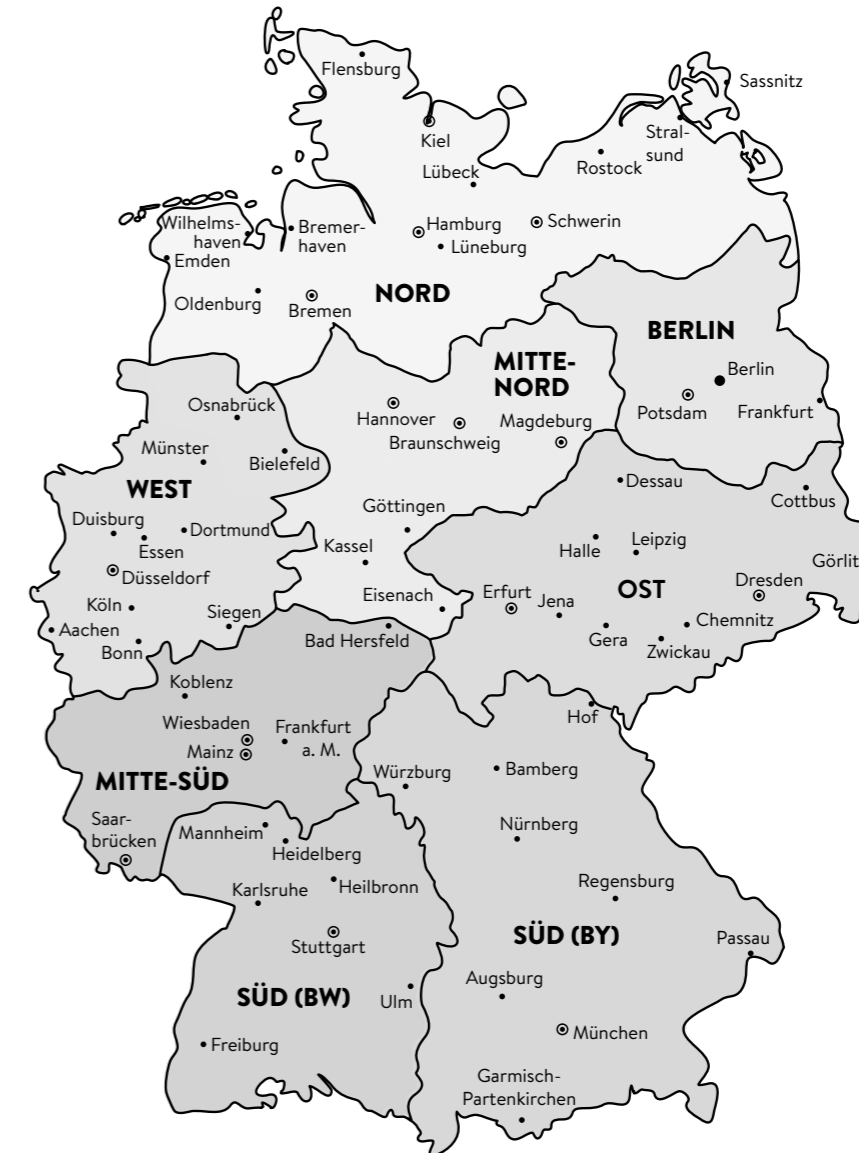 Flensburg
Sassnitz
Kiel
Stral-
sund
Rostock
Lübeck
Wilhelms-
haven
Bremer-
haven
Hamburg
Schwerin
Lüneburg
Emden
Oldenburg
Bremen
NORD
BERLIN
Berlin
Potsdam
Frankfurt
MITTE-
NORD
Hannover
Braunschweig
Magdeburg
Osnabrück
Münster
Bielefeld
WEST
Duisburg
Dortmund
Essen
Düsseldorf
Köln
Aachen
Bonn
Siegen
Göttingen
Kassel
Eisenach
Dessau
Cottbus
Halle
Leipzig
Görlit
OST
Dresden
Erfurt
Jena
Gera
Chemnitz
Zwickau
Bad Hersfeld
Koblenz
Wiesbaden
Mainz
Frankfurt
a. M.
MITTE-SÜD
Saar-
brücken
Hof
Würzburg
Bamberg
Nürnberg
Mannheim
Heidelberg
Heilbronn
Karlsruhe
Stuttgart
Regensburg
SÜD (BY)
Passau
SÜD (BW)
Ulm
Augsburg
Freiburg
München
Garmisch-
Partenkirchen